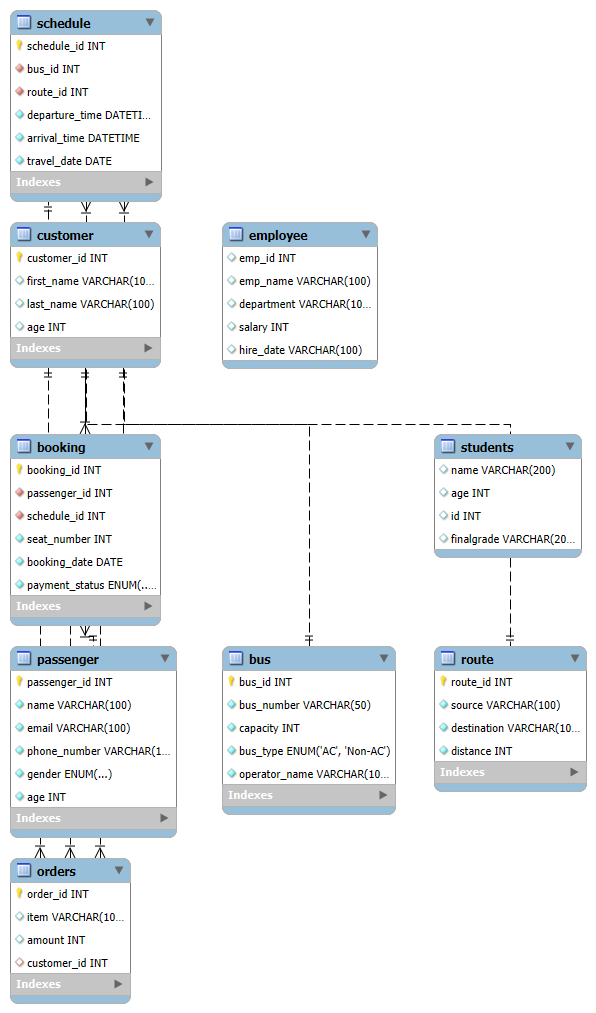 schedule
schedule_id INT
bus_id INT
route_id INT
departure_time DATETI...
arrival_time DATETIME
travel_date DATE
Indexes
customer
customer_id INT
first_name VARCHAR(10...
last_name VARCHAR(100)
age INT
Indexes
employee
emp_id INT
emp_name VARCHAR(100)
department VARCHAR(10...
salary INT
hire_date VARCHAR(100)
booking
booking_id INT
passenger_id INT
schedule_id INT
seat_number INT
booking_date DATE
payment_status ENUM(.....
Indexes
students
name VARCHAR(200)
age INT
id INT
finalgrade VARCHAR(20...
passenger
passenger_id INT
name VARCHAR(100)
email VARCHAR(100)
phone_number VARCHAR(1...
gender ENUM(...)
age INT
Indexes
bus
bus_id INT
bus_number VARCHAR(50)
capacity INT
bus_type ENUM('AC', 'Non-AC')
operator_name VARCHAR(10...
Indexes
route
route_id INT
source VARCHAR(100)
destination VARCHAR(10...
distance INT
Indexes
orders
order_id INT
item VARCHAR(10...
amount INT
customer_id INT
Indexes